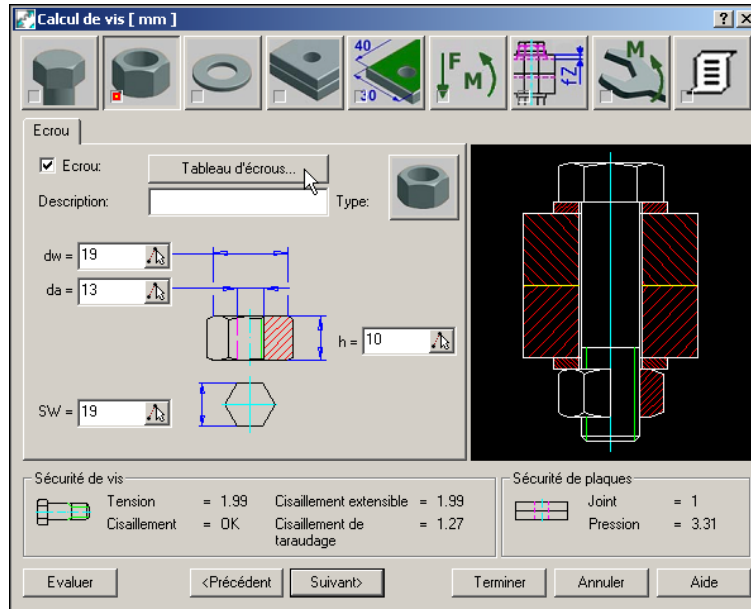 Calcul de vis [ mm ]
40
30
F
M
fZ
M
Ecrou
Ecrou:
Tableau d'écrous...
Description:
Type:
dw = 19
da = 13
h = 10
SW = 19
Sécurité de vis
Tension = 1.99
Cisaillement extensible = 1.99
Cisaillement = OK
Cisaillement de taraudage = 1.27
Sécurité de plaques
Joint = 1
Pression = 3.31
Evaluer
<Précédent
Suivant>
Terminer
Annuler
Aide